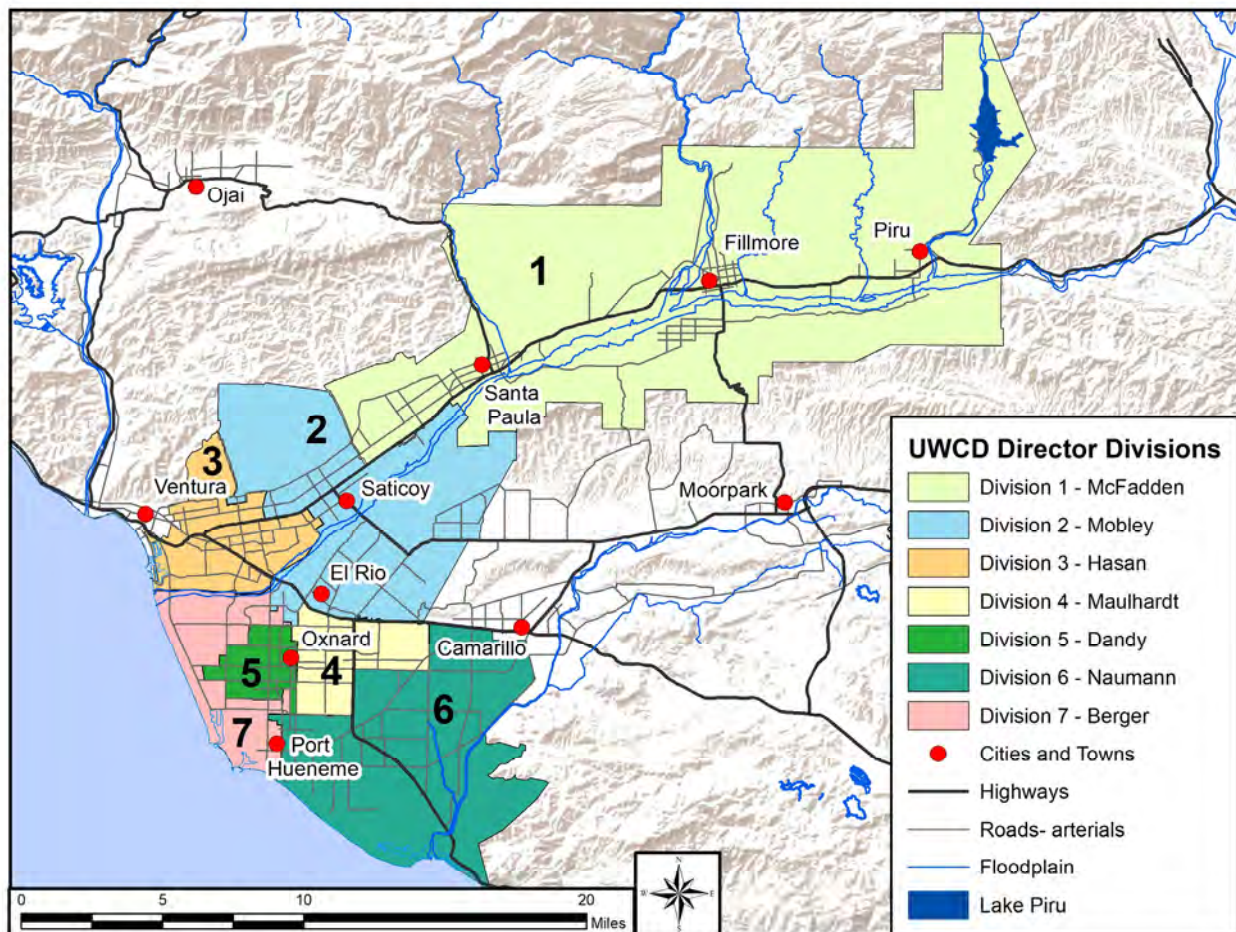 Ojai
1
Fillmore
Piru
Santa
Paula
2
3
Ventura
Saticoy
Moorpark
El Rio
Oxnard
Camarillo
5
4
6
7
Port
Hueneme
UWCD Director Divisions
Division 1 - McFadden
Division 2 - Mobley
Division 3 - Hasan
Division 4 - Maulhardt
Division 5 - Dandy
Division 6 - Naumann
Division 7 - Berger
Cities and Towns
Highways
Roads- arterials
Floodplain
Lake Piru
0 10 20
Miles
N
W E
S